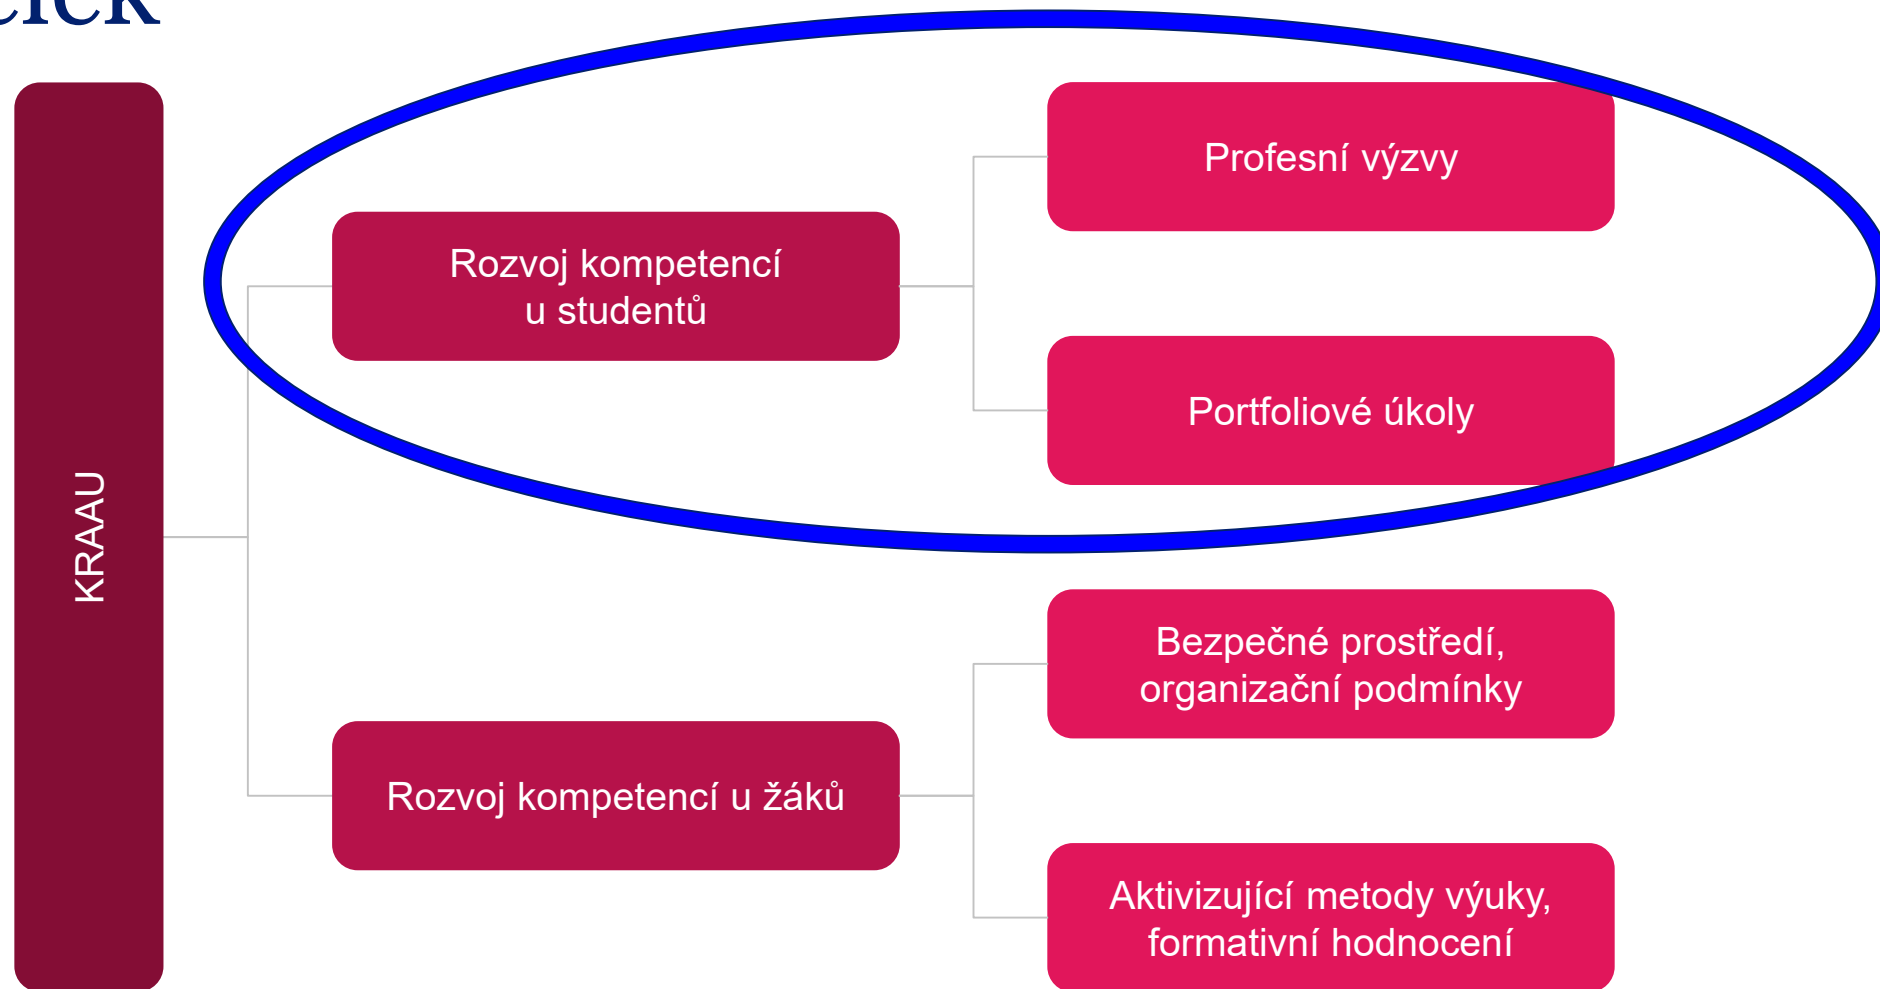 KRAAU
Rozvoj kompetencí
u studentů
Profesní výzvy
Portfoliové úkoly
Rozvoj kompetencí u žáků
Bezpečné prostředí,
organizační podmínky
Aktivizující metody výuky,
formativní hodnocení